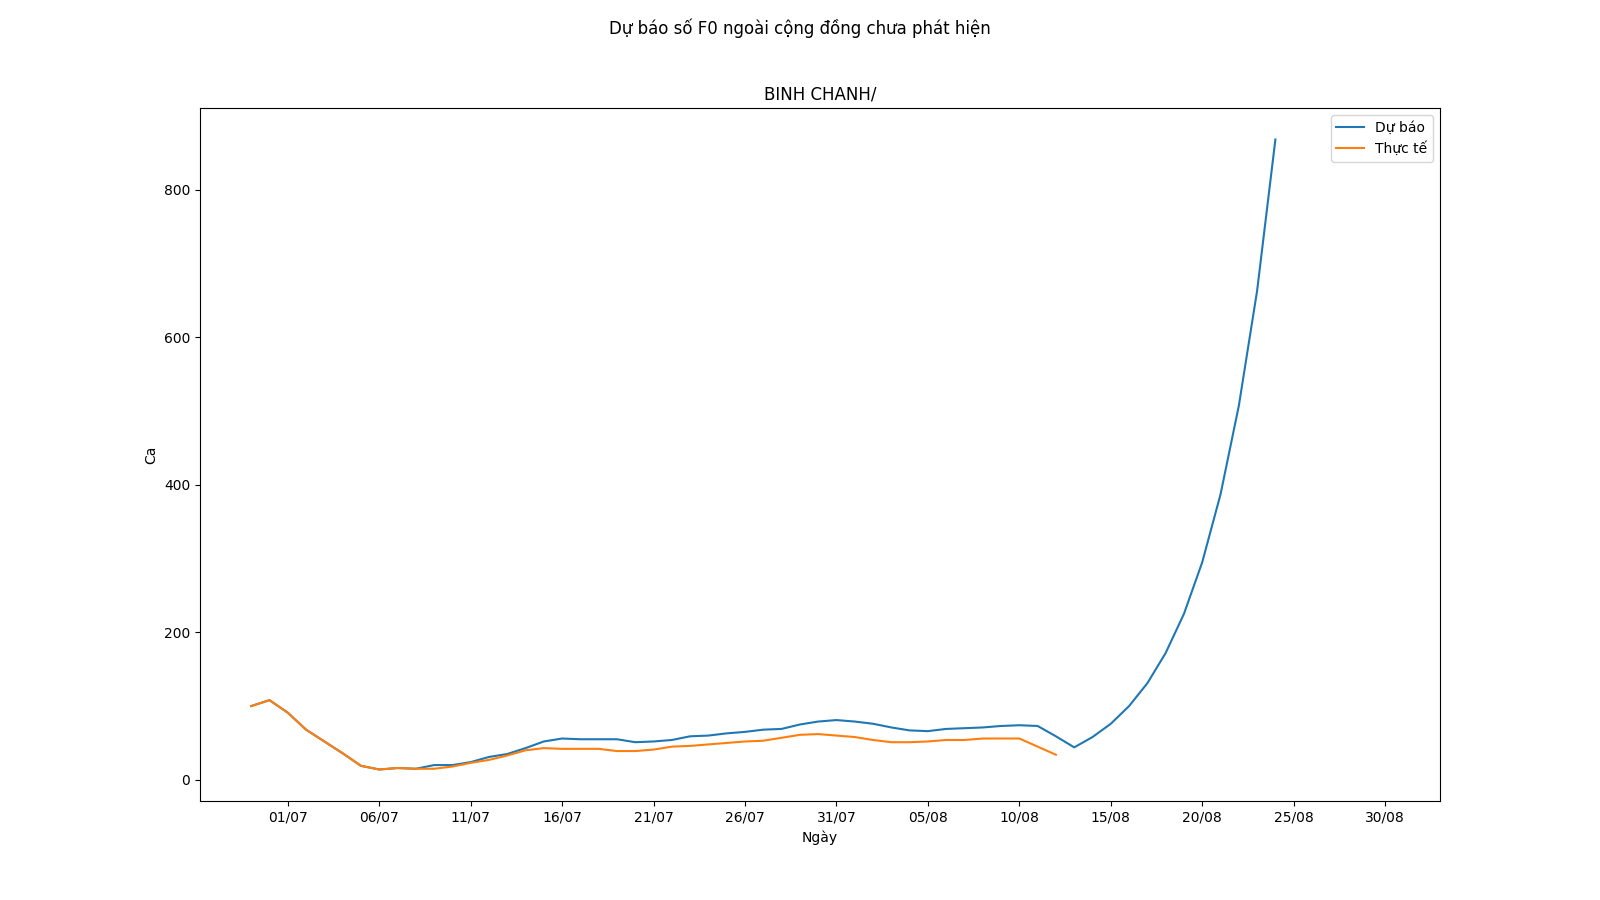 Dự báo số F0 ngoài cộng đồng chưa phát hiện
BINH CHANH/
Dự báo
Thực tế
800
600
400
200
0
Ca
01/07 06/07 11/07 16/07 21/07 26/07 31/07 05/08 10/08 15/08 20/08 25/08 30/08
Ngày